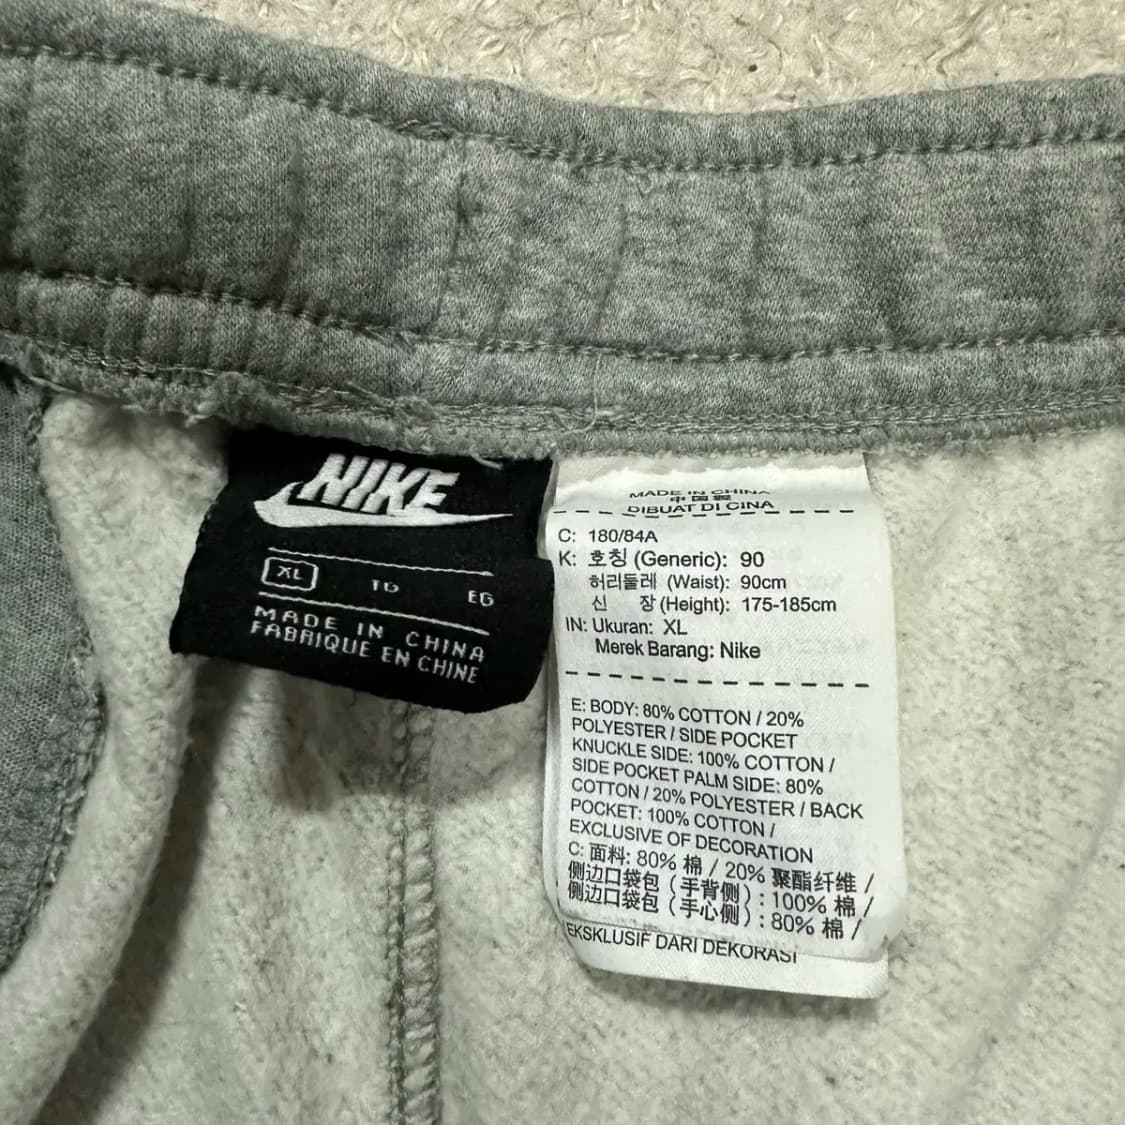 NIKE
XL TG EG
MADE IN CHINA
FABRIQUE EN CHINE
MADE IN CHINA
中国製
DIBUAT DI CINA
C: 180/84A
K: 호칭 (Generic): 90
허리둘레 (Waist): 90cm
신 장 (Height): 175-185cm
IN: Ukuran: XL
Merek Barang: Nike
E: BODY: 80% COTTON / 20%
POLYESTER / SIDE POCKET
KNUCKLE SIDE: 100% COTTON /
SIDE POCKET PALM SIDE: 80%
COTTON / 20% POLYESTER / BACK
POCKET: 100% COTTON /
EXCLUSIVE OF DECORATION
C: 面料: 80% 棉 / 20% 聚酯纤维 /
侧边口袋包（手背侧）: 100% 棉 /
侧边口袋包（手心侧）: 80% 棉 /
EKSKLUSIF DARI DEKORASI